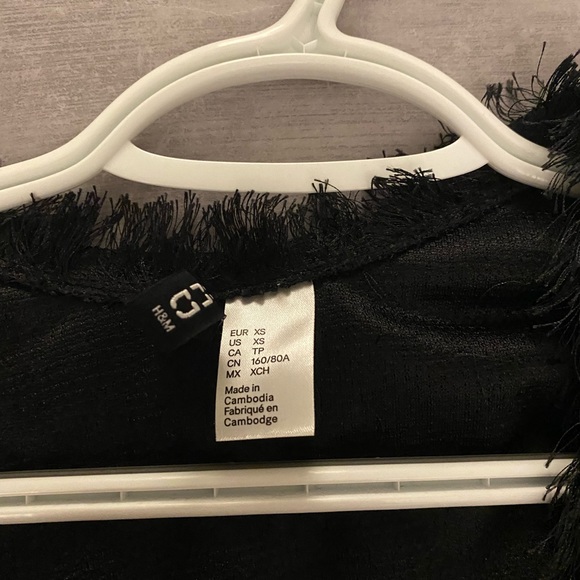 H&M
EUR XS
US XS
CA TP
CN 160/80A
MX XCH
Made in
Cambodia
Fabriqué en
Cambodge